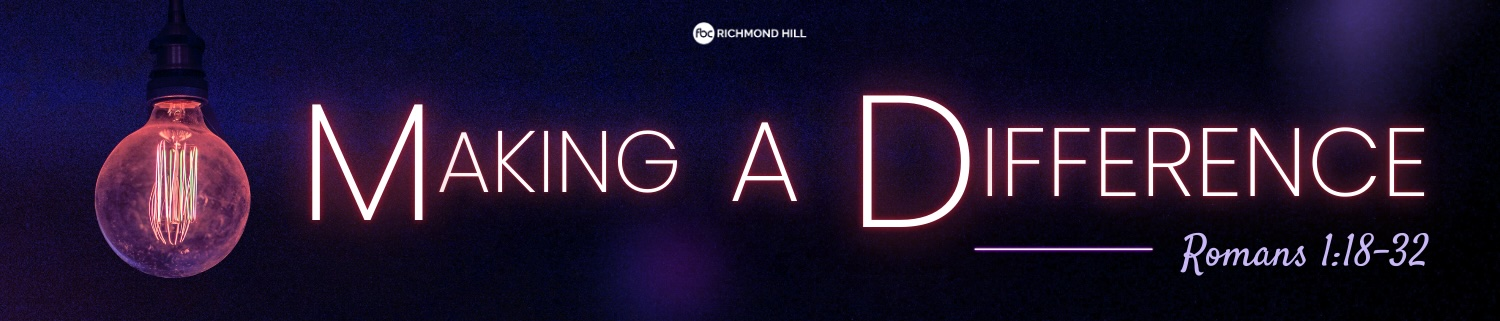 fbc RICHMOND HILL
MAKING A DIFFERENCE
Romans 1:18-32